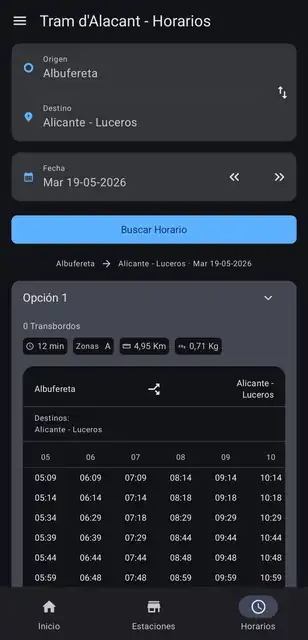 Tram d'Alacant - Horarios
Origen
Albufereta
Destino
Alicante - Luceros
Fecha
Mar 19-05-2026
Buscar Horario
Albufereta → Alicante - Luceros · Mar 19-05-2026
Opción 1
0 Transbordos
12 min Zonas A 4,95 Km 0,71 Kg
Albufereta
Alicante -
Luceros
Destinos:
Alicante - Luceros
05 06 07 08 09 10
05:09 06:09 07:09 08:14 09:14 10:14
05:14 06:14 07:14 08:18 09:18 10:18
05:34 06:29 07:18 08:29 09:29 10:29
05:39 06:39 07:29 08:44 09:44 10:44
05:44 06:44 07:44 08:48 09:48 10:48
05:59 06:48 07:48 08:59 09:59 10:59
Inicio Estaciones Horarios